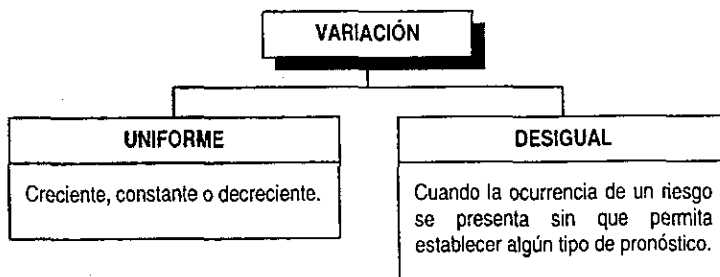 VARIACIÓN
UNIFORME
Creciente, constante o decreciente.
DESIGUAL
Cuando la ocurrencia de un riesgo
se presenta sin que permita
establecer algún tipo de pronóstico.